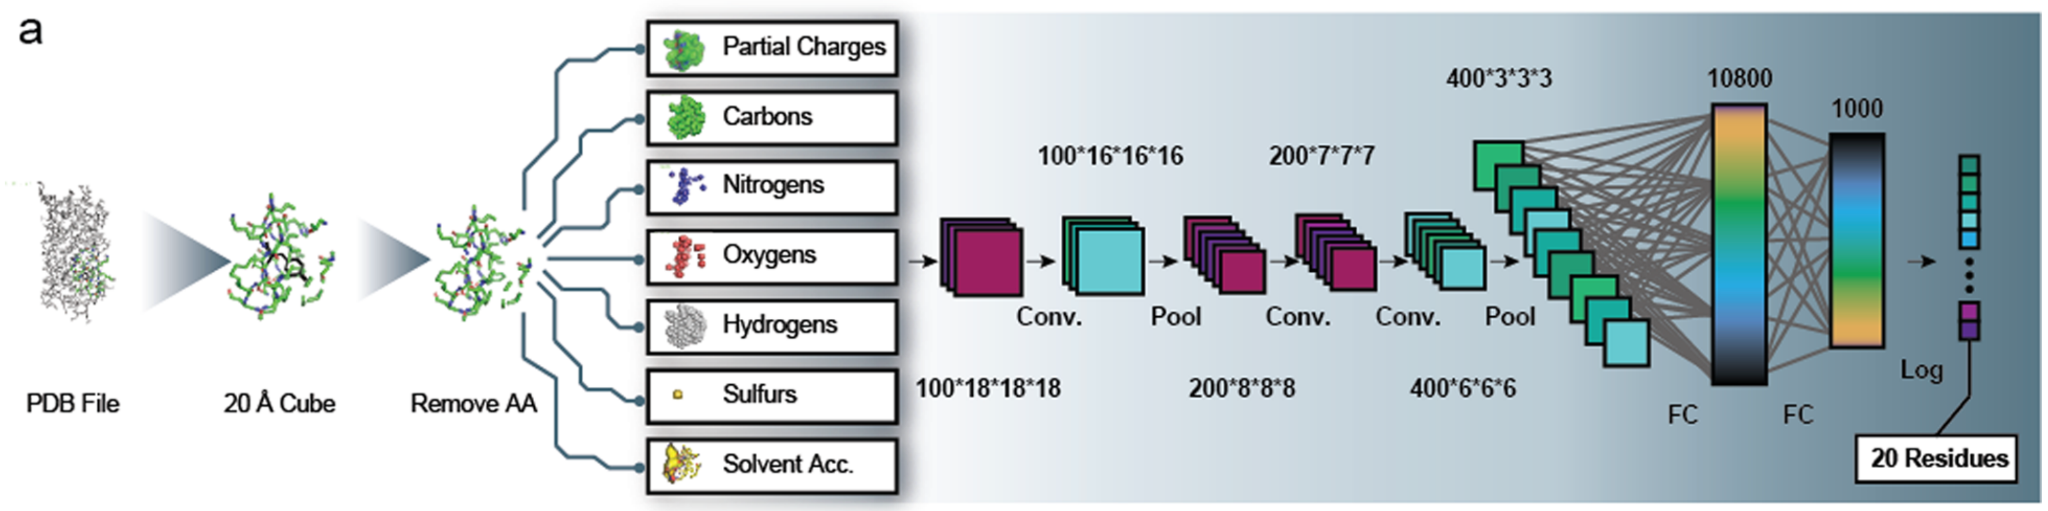 a
PDB File
20 Å Cube
Remove AA
Partial Charges
Carbons
Nitrogens
Oxygens
Hydrogens
Sulfurs
Solvent Acc.
100*18*18*18
Conv.
100*16*16*16
Pool
200*8*8*8
Conv.
200*7*7*7
Conv.
400*6*6*6
Pool
400*3*3*3
FC
10800
FC
1000
Log
20 Residues